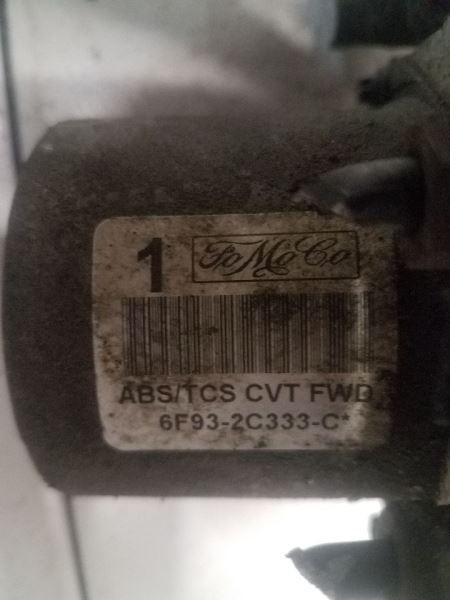 1 FoMoCo
ABS/TCS CVT FWD
6F93-2C333-C*